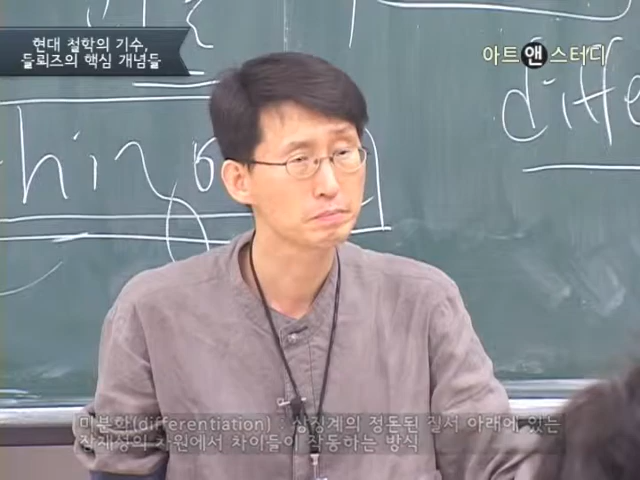 현대 철학의 기수,
들뢰즈의 핵심 개념들
아트앤스터디
diffe
hizo
미분화(differentiation) : 상징계의 정돈된 질서 아래에 있는
잠재성의 차원에서 차이들이 작동하는 방식